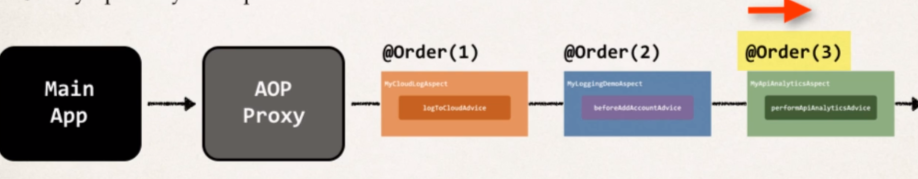 Main
App
AOP
Proxy
@Order(1)
MyCloudLogAspect
logToCloudAdvice
@Order(2)
MyLoggingDemoAspect
beforeAddAccountAdvice
@Order(3)
MyApiAnalyticsAspect
performApiAnalyticsAdvice